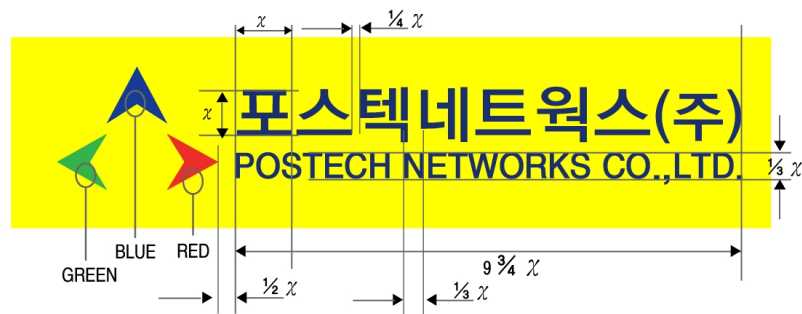 χ
¼ χ
χ
포스텍네트웍스(주)
POSTECH NETWORKS CO.,LTD.
⅓ χ
BLUE
RED
GREEN
9 ¾ χ
½ χ
⅓ χ